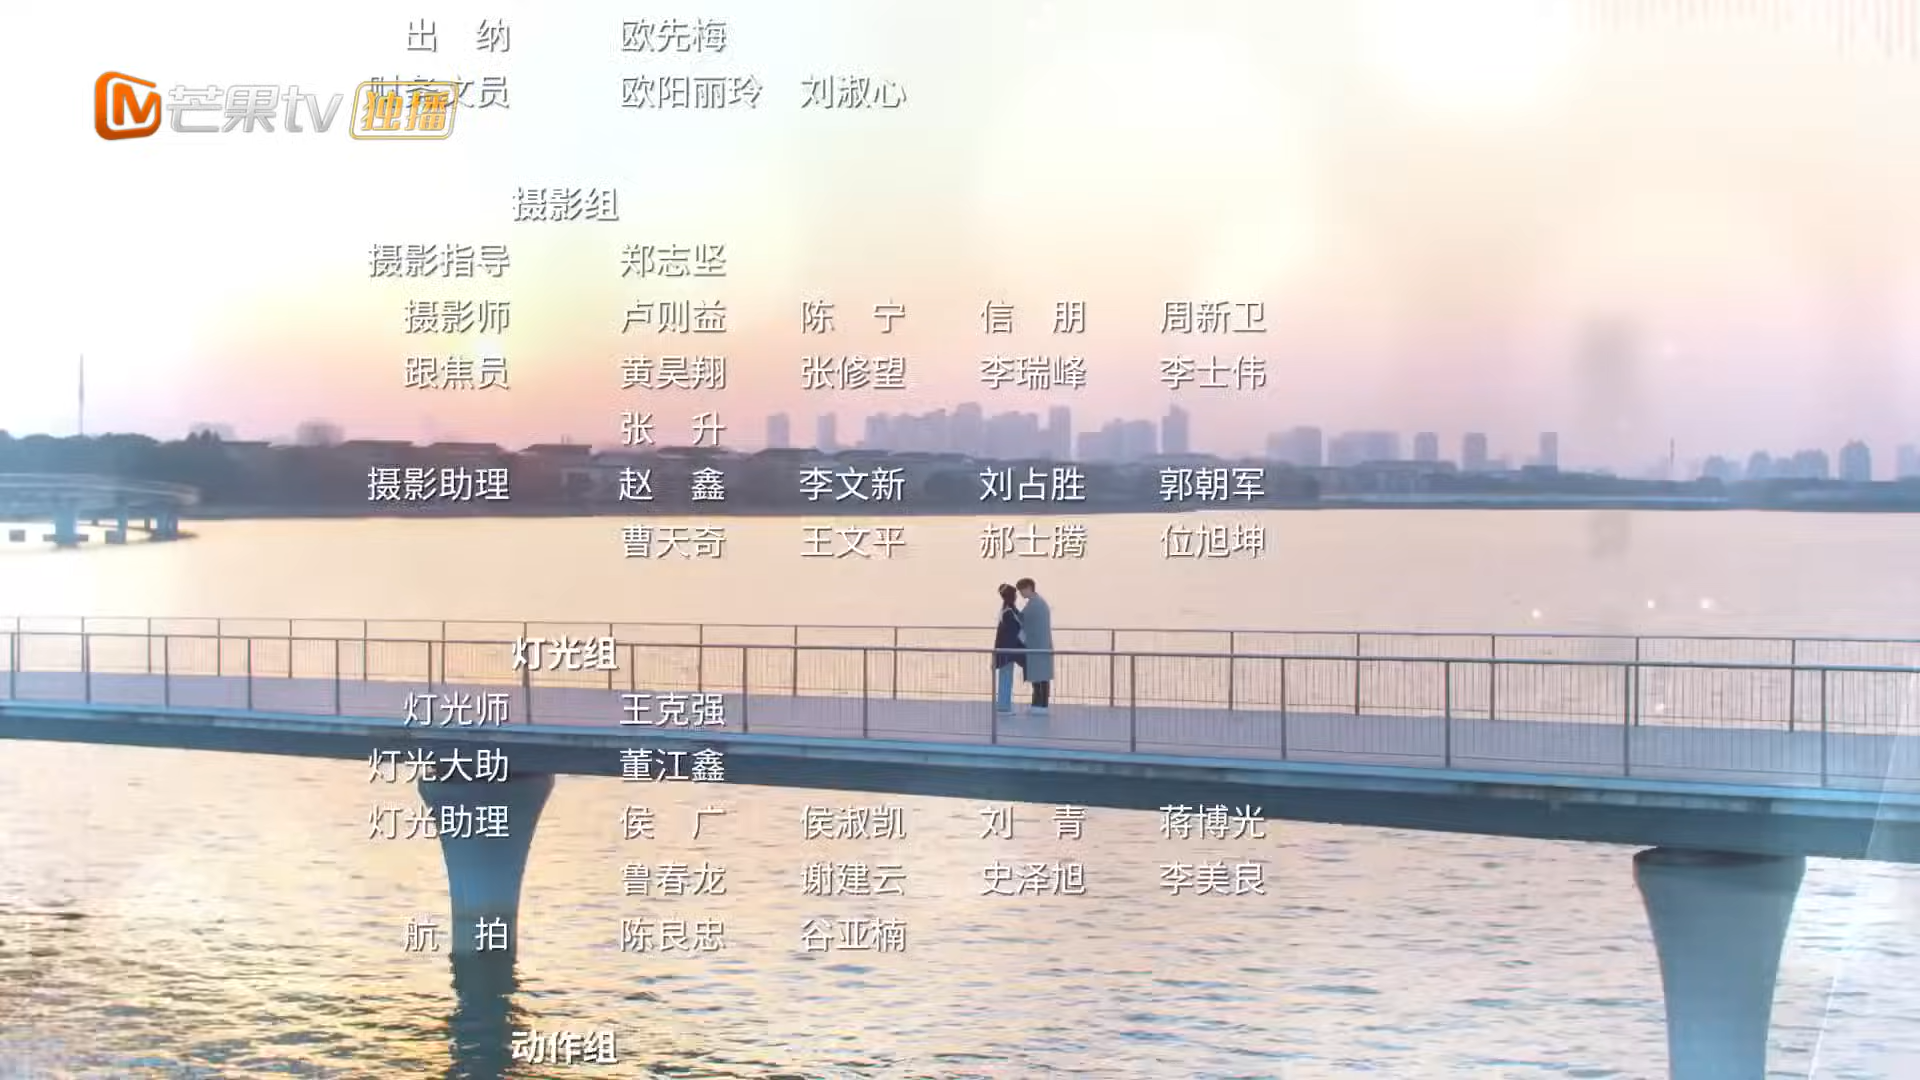 出 纳 欧先梅
财务文员 欧阳丽玲 刘淑心
芒果tv 独播
摄影组
摄影指导 郑志坚
摄影师 卢则益 陈 宁 信 朋 周新卫
跟焦员 黄昊翔 张修望 李瑞峰 李士伟
张 升
摄影助理 赵 鑫 李文新 刘占胜 郭朝军
曹天奇 王文平 郝士腾 位旭坤
灯光组
灯光师 王克强
灯光大助 董江鑫
灯光助理 侯 广 侯淑凯 刘 青 蒋博光
鲁春龙 谢建云 史泽旭 李美良
航 拍 陈良忠 谷亚楠
动作组